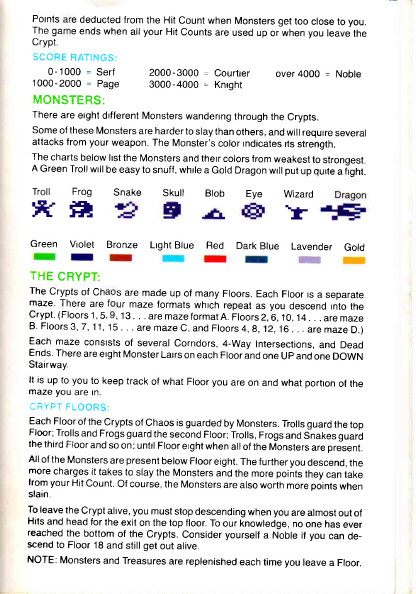 Points are deducted from the Hit Count when Monsters get too close to you.
The game ends when all your Hit Counts are used up or when you leave the
Crypt.
SCORE RATINGS:
0-1000 = Serf 2000-3000 = Courtier over 4000 = Noble
1000-2000 = Page 3000-4000 = Knight
MONSTERS:
There are eight different Monsters wandering through the Crypts.
Some of these Monsters are harder to slay than others, and will require several
attacks from your weapon. The Monster's color indicates its strength.
The charts below list the Monsters and their colors from weakest to strongest.
A Green Troll will be easy to snuff, while a Gold Dragon will put up quite a fight.
Troll Frog Snake Skull Blob Eye Wizard Dragon
Green Violet Bronze Light Blue Red Dark Blue Lavender Gold
THE CRYPT:
The Crypts of Chaos are made up of many Floors. Each Floor is a separate
maze. There are four maze formats which repeat as you descend into the
Crypt. (Floors 1, 5, 9, 13 . . . are maze format A. Floors 2, 6, 10, 14 . . . are maze
B. Floors 3, 7, 11, 15 . . . are maze C. and Floors 4, 8, 12, 16 . . . are maze D.)
Each maze consists of several Corridors, 4-Way Intersections, and Dead
Ends. There are eight Monster Lairs on each Floor and one UP and one DOWN
Stairway.
It is up to you to keep track of what Floor you are on and what portion of the
maze you are in.
CRYPT FLOORS:
Each Floor of the Crypts of Chaos is guarded by Monsters. Trolls guard the top
Floor; Trolls and Frogs guard the second Floor; Trolls, Frogs and Snakes guard
the third Floor and so on; until Floor eight when all of the Monsters are present.
All of the Monsters are present below Floor eight. The further you descend, the
more charges it takes to slay the Monsters and the more points they can take
from your Hit Count. Of course, the Monsters are also worth more points when
slain.
To leave the Crypt alive, you must stop descending when you are almost out of
Hits and head for the exit on the top floor. To our knowledge, no one has ever
reached the bottom of the Crypts. Consider yourself a Noble if you can de-
scend to Floor 18 and still get out alive.
NOTE: Monsters and Treasures are replenished each time you leave a Floor.